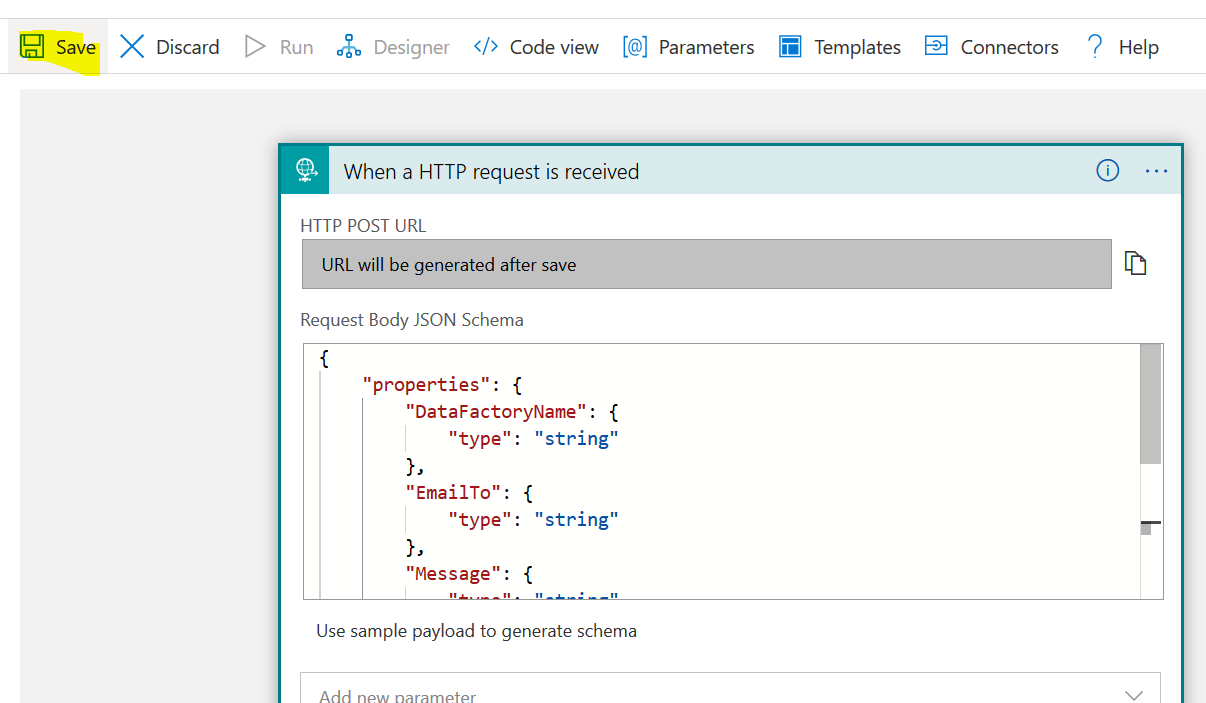 Save Discard Run Designer </> Code view [@] Parameters Templates Connectors ? Help
When a HTTP request is received
HTTP POST URL
URL will be generated after save
Request Body JSON Schema
{
"properties": {
"DataFactoryName": {
"type": "string"
},
"EmailTo": {
"type": "string"
},
"Message": {
"type": "string"
Use sample payload to generate schema
Add new parameter